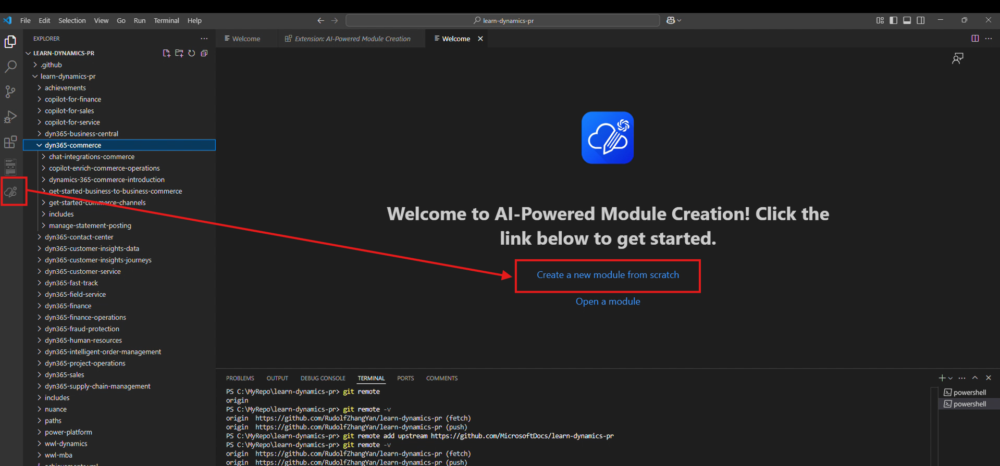 File Edit Selection View Go Run Terminal Help
learn-dynamics-pr
EXPLORER
LEARN-DYNAMICS-PR
.github
learn-dynamics-pr
achievements
copilot-for-finance
copilot-for-sales
copilot-for-service
dyn365-business-central
dyn365-commerce
chat-integrations-commerce
copilot-enrich-commerce-operations
dynamics-365-commerce-introduction
get-started-business-to-business-commerce
get-started-commerce-channels
includes
manage-statement-posting
dyn365-contact-center
dyn365-customer-insights-data
dyn365-customer-insights-journeys
dyn365-customer-service
dyn365-fast-track
dyn365-field-service
dyn365-finance
dyn365-finance-operations
dyn365-fraud-protection
dyn365-human-resources
dyn365-intelligent-order-management
dyn365-project-operations
dyn365-sales
dyn365-supply-chain-management
includes
nuance
paths
power-platform
wwl-dynamics
wwl-mba
Welcome
Extension: AI-Powered Module Creation
Welcome
Welcome to AI-Powered Module Creation! Click the
link below to get started.
Create a new module from scratch
Open a module
PROBLEMS OUTPUT DEBUG CONSOLE TERMINAL PORTS COMMENTS
PS C:\MyRepo\learn-dynamics-pr> git remote
origin
PS C:\MyRepo\learn-dynamics-pr> git remote -v
origin https://github.com/RudolfZhangYan/learn-dynamics-pr (fetch)
origin https://github.com/RudolfZhangYan/learn-dynamics-pr (push)
PS C:\MyRepo\learn-dynamics-pr> git remote add upstream https://github.com/MicrosoftDocs/learn-dynamics-pr
PS C:\MyRepo\learn-dynamics-pr> git remote -v
origin https://github.com/RudolfZhangYan/learn-dynamics-pr (fetch)
origin https://github.com/RudolfZhangYan/learn-dynamics-pr (push)
powershell
powershell